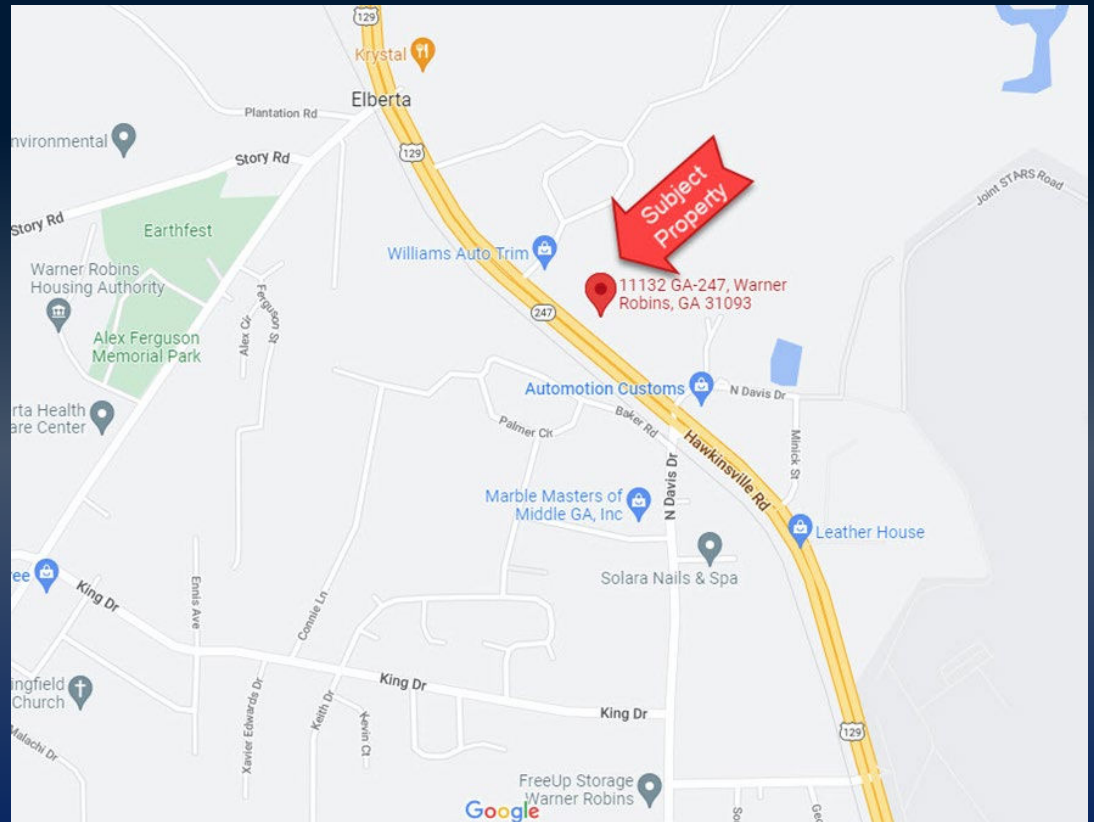 129
Krystal
Elberta
Plantation Rd
nvironmental
129
Story Rd
Joint STARS Road
Subject
Property
Story Rd
Earthfest
Williams Auto Trim
Warner Robins
Housing Authority
11132 GA-247, Warner
Robins, GA 31093
Ferguson St
247
Alex Cir
Alex Ferguson
Memorial Park
Automotion Customs
N Davis Dr
rta Health
are Center
Palmer Cir
Baker Rd
Hawkinsville Rd
Minick St
N Davis Dr
Marble Masters of
Middle GA, Inc
Leather House
Solara Nails & Spa
ree
King Dr
Ennis Ave
Connie Ln
King Dr
ingfield
Church
Xavier Edwards Dr
Keith Dr
Kevin Ct
King Dr
Malachi Dr
129
FreeUp Storage
Warner Robins
Google
So
Geo